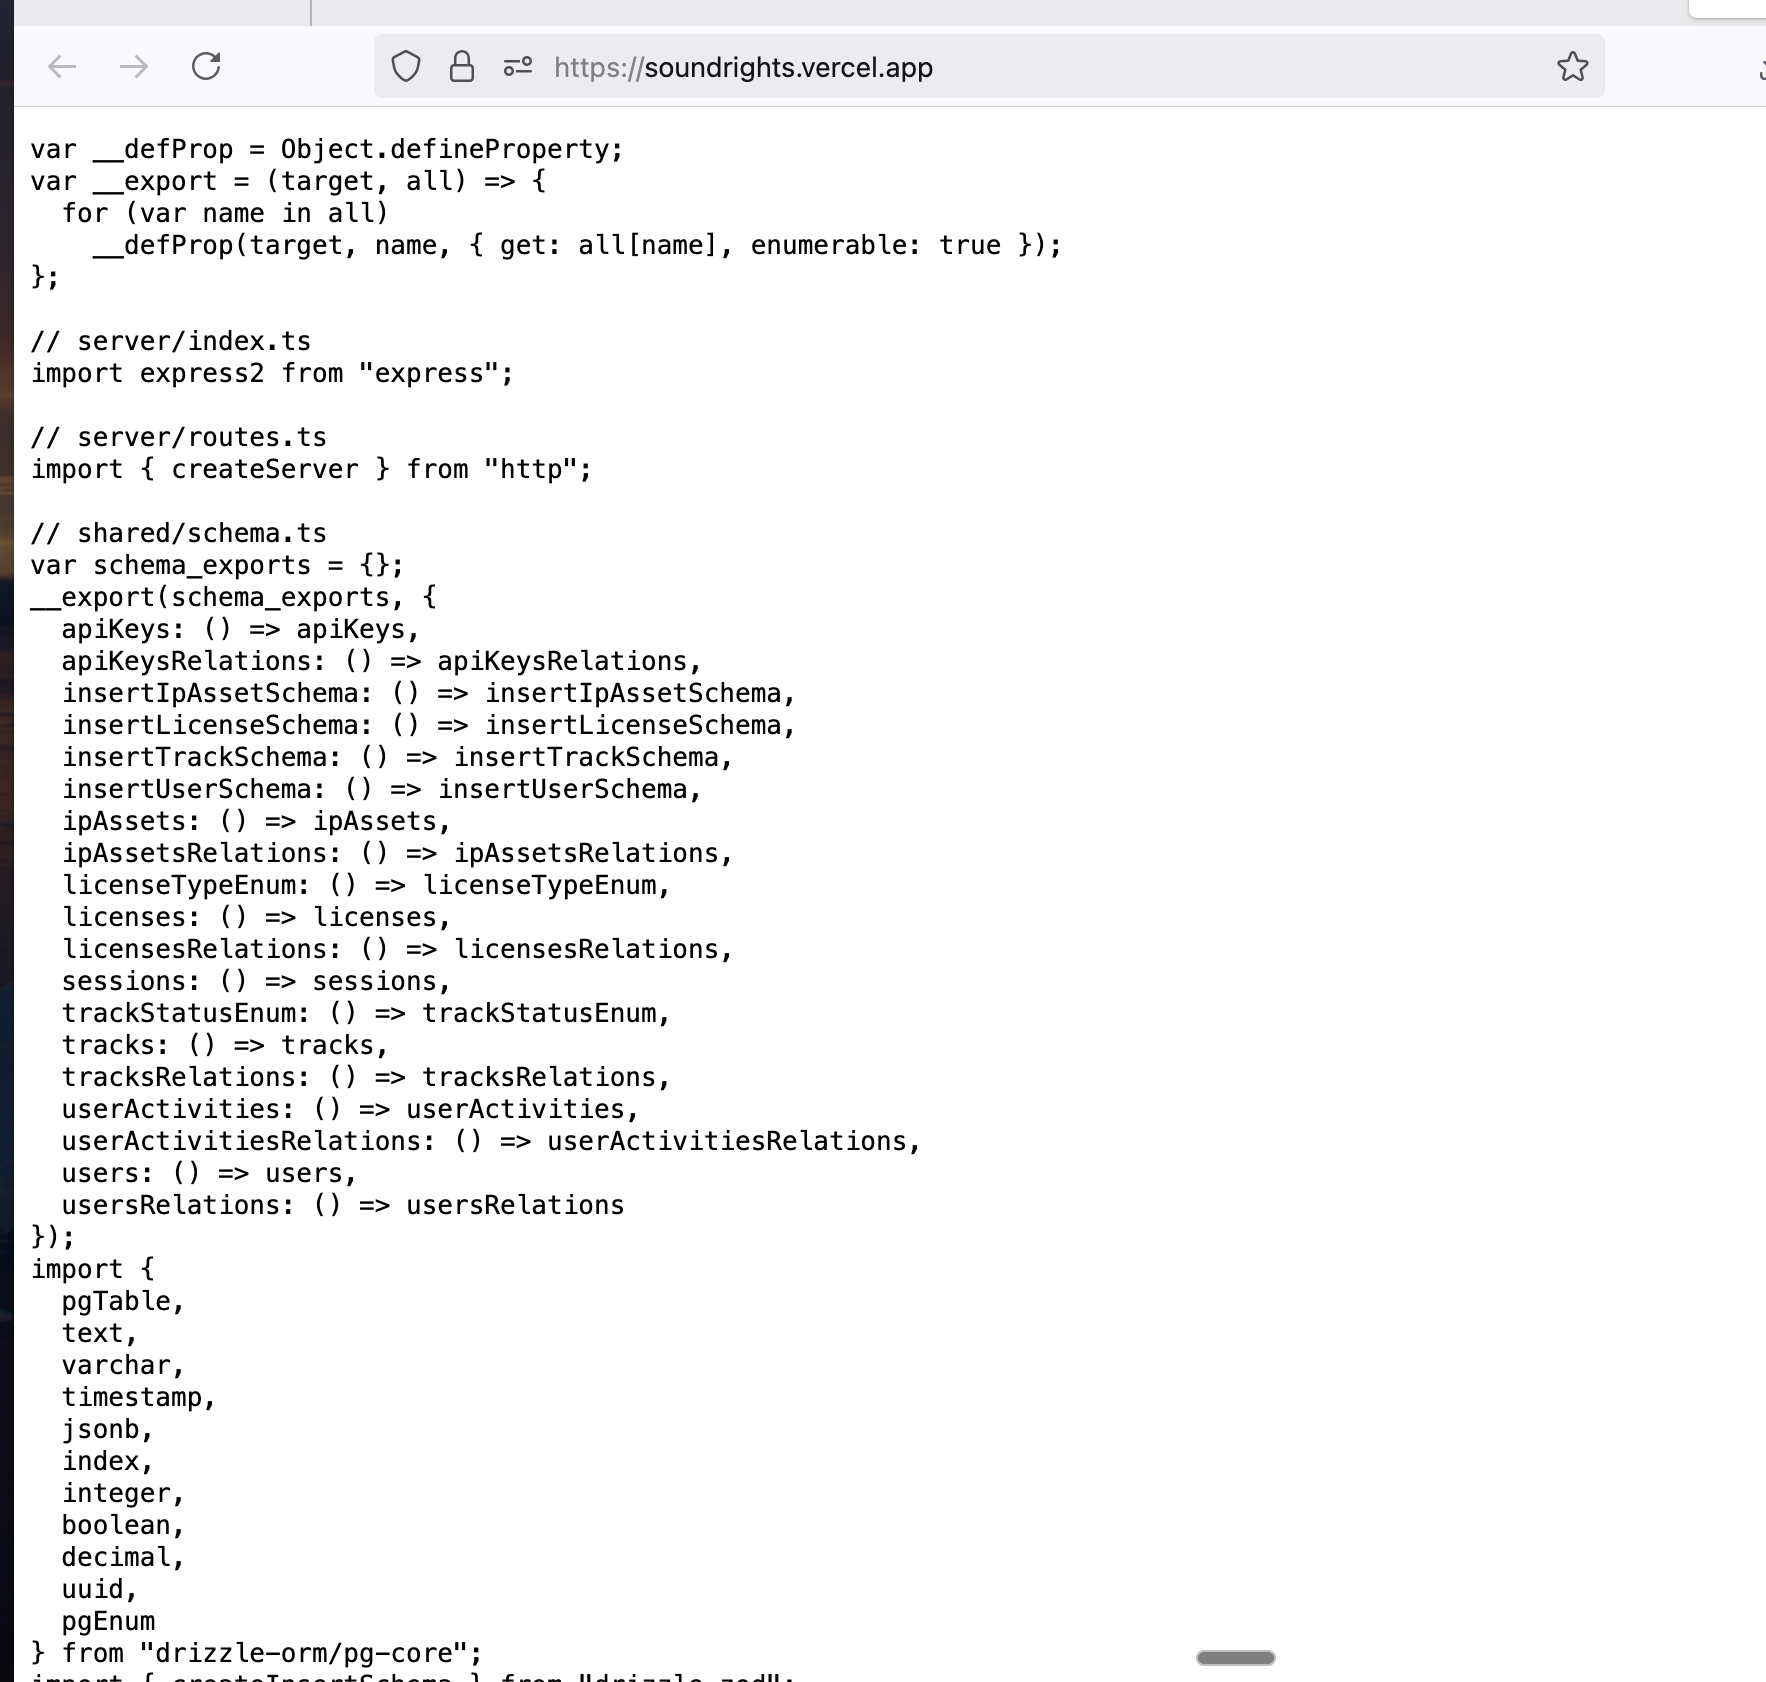 https://soundrights.vercel.app
var __defProp = Object.defineProperty;
var __export = (target, all) => {
  for (var name in all)
    __defProp(target, name, { get: all[name], enumerable: true });
};
// server/index.ts
import express2 from "express";
// server/routes.ts
import { createServer } from "http";
// shared/schema.ts
var schema_exports = {};
__export(schema_exports, {
  apiKeys: () => apiKeys,
  apiKeysRelations: () => apiKeysRelations,
  insertIpAssetSchema: () => insertIpAssetSchema,
  insertLicenseSchema: () => insertLicenseSchema,
  insertTrackSchema: () => insertTrackSchema,
  insertUserSchema: () => insertUserSchema,
  ipAssets: () => ipAssets,
  ipAssetsRelations: () => ipAssetsRelations,
  licenseTypeEnum: () => licenseTypeEnum,
  licenses: () => licenses,
  licensesRelations: () => licensesRelations,
  sessions: () => sessions,
  trackStatusEnum: () => trackStatusEnum,
  tracks: () => tracks,
  tracksRelations: () => tracksRelations,
  userActivities: () => userActivities,
  userActivitiesRelations: () => userActivitiesRelations,
  users: () => users,
  usersRelations: () => usersRelations
});
import {
  pgTable,
  text,
  varchar,
  timestamp,
  jsonb,
  index,
  integer,
  boolean,
  decimal,
  uuid,
  pgEnum
} from "drizzle-orm/pg-core";
import { createInsertSchema } from "drizzle-zod";